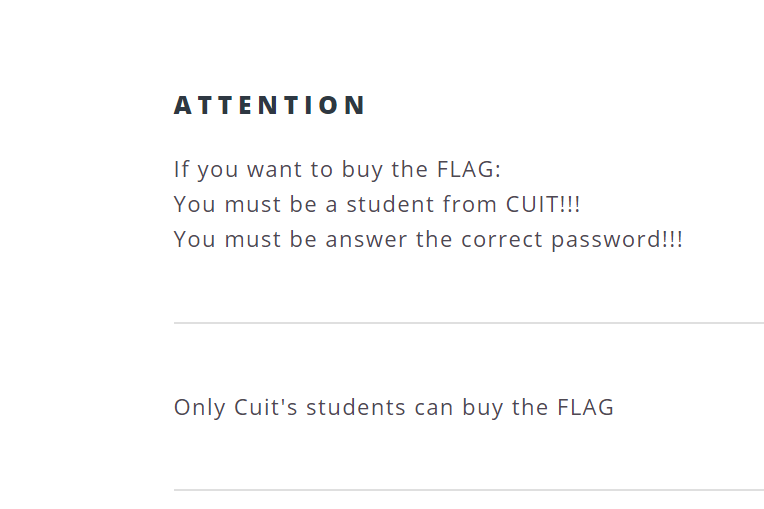 ATTENTION
If you want to buy the FLAG:
You must be a student from CUIT!!!
You must be answer the correct password!!!
Only Cuit's students can buy the FLAG